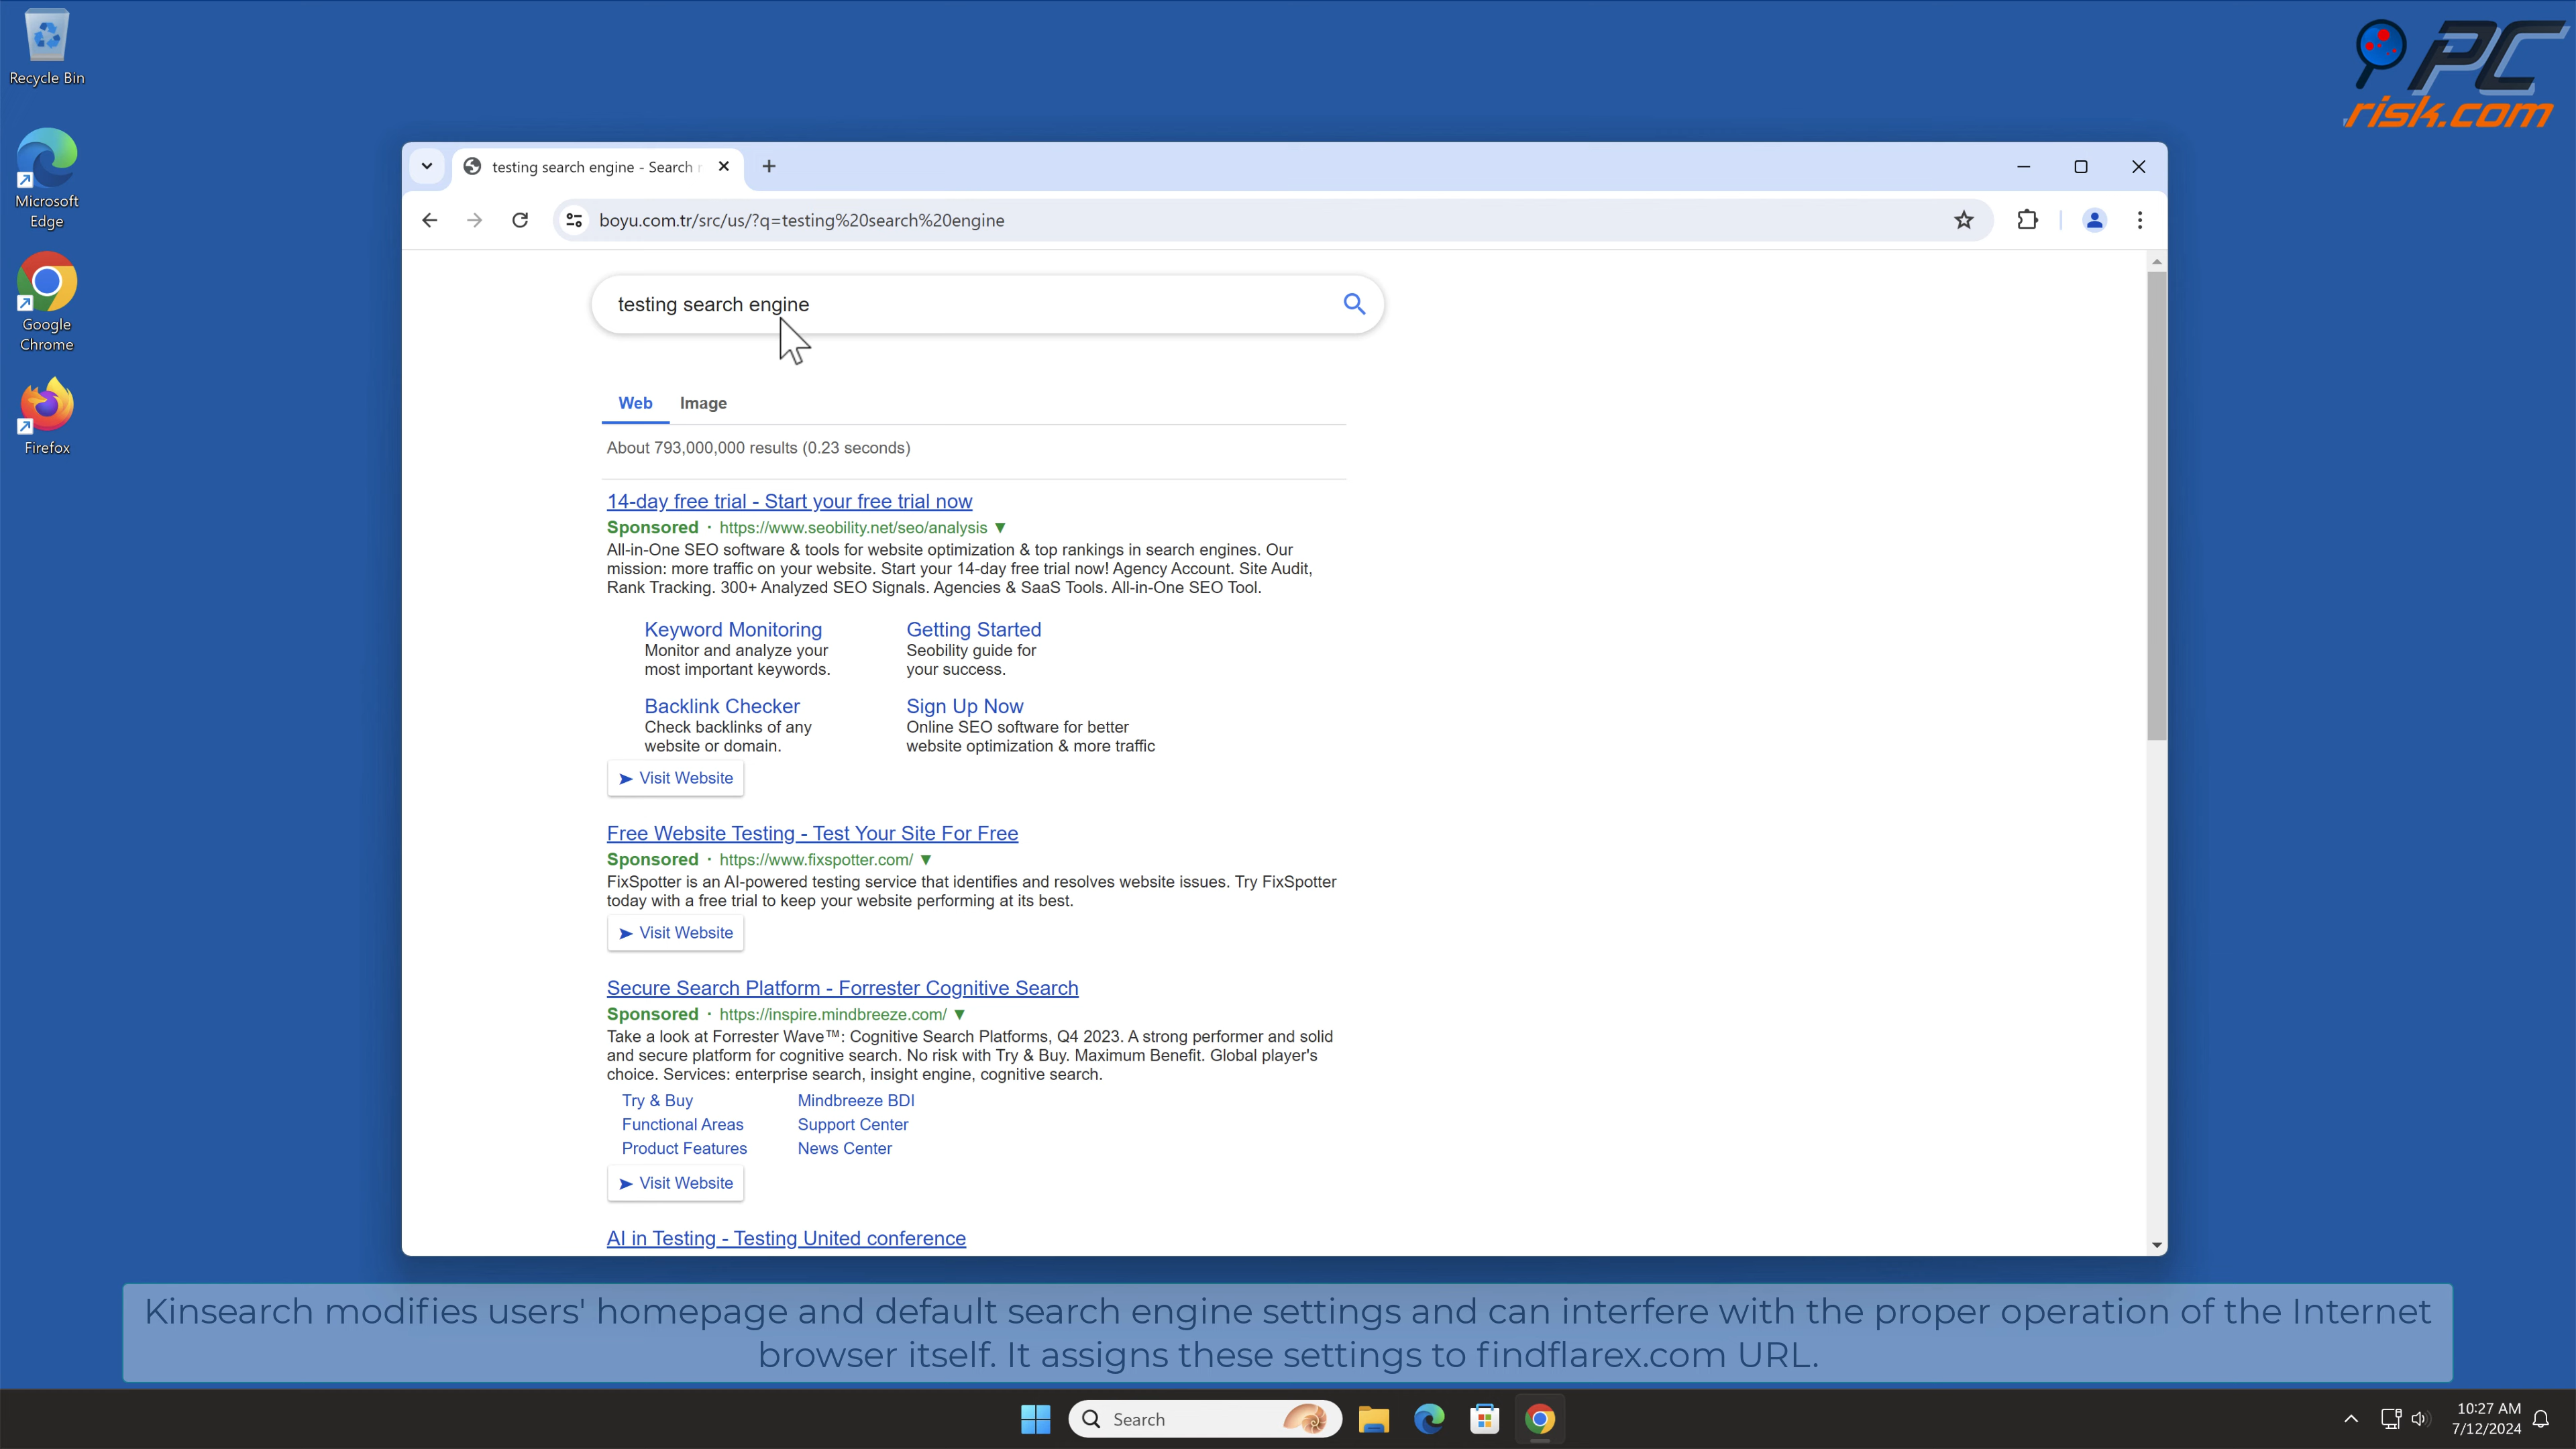 Recycle Bin
Microsoft
Edge
Google
Chrome
Firefox
PC
risk.com
testing search engine - Search r
boyu.com.tr/src/us/?q=testing%20search%20engine
testing search engine
Web Image
About 793,000,000 results (0.23 seconds)
14-day free trial - Start your free trial now
Sponsored · https://www.seobility.net/seo/analysis ▼
All-in-One SEO software & tools for website optimization & top rankings in search engines. Our
mission: more traffic on your website. Start your 14-day free trial now! Agency Account. Site Audit,
Rank Tracking. 300+ Analyzed SEO Signals. Agencies & SaaS Tools. All-in-One SEO Tool.
Keyword Monitoring
Monitor and analyze your
most important keywords.
Getting Started
Seobility guide for
your success.
Backlink Checker
Check backlinks of any
website or domain.
Sign Up Now
Online SEO software for better
website optimization & more traffic
➤ Visit Website
Free Website Testing - Test Your Site For Free
Sponsored · https://www.fixspotter.com/ ▼
FixSpotter is an AI-powered testing service that identifies and resolves website issues. Try FixSpotter
today with a free trial to keep your website performing at its best.
➤ Visit Website
Secure Search Platform - Forrester Cognitive Search
Sponsored · https://inspire.mindbreeze.com/ ▼
Take a look at Forrester Wave™: Cognitive Search Platforms, Q4 2023. A strong performer and solid
and secure platform for cognitive search. No risk with Try & Buy. Maximum Benefit. Global player's
choice. Services: enterprise search, insight engine, cognitive search.
Try & Buy Mindbreeze BDI
Functional Areas Support Center
Product Features News Center
➤ Visit Website
AI in Testing - Testing United conference
Kinsearch modifies users' homepage and default search engine settings and can interfere with the proper operation of the Internet
browser itself. It assigns these settings to findflarex.com URL.
Search
10:27 AM
7/12/2024